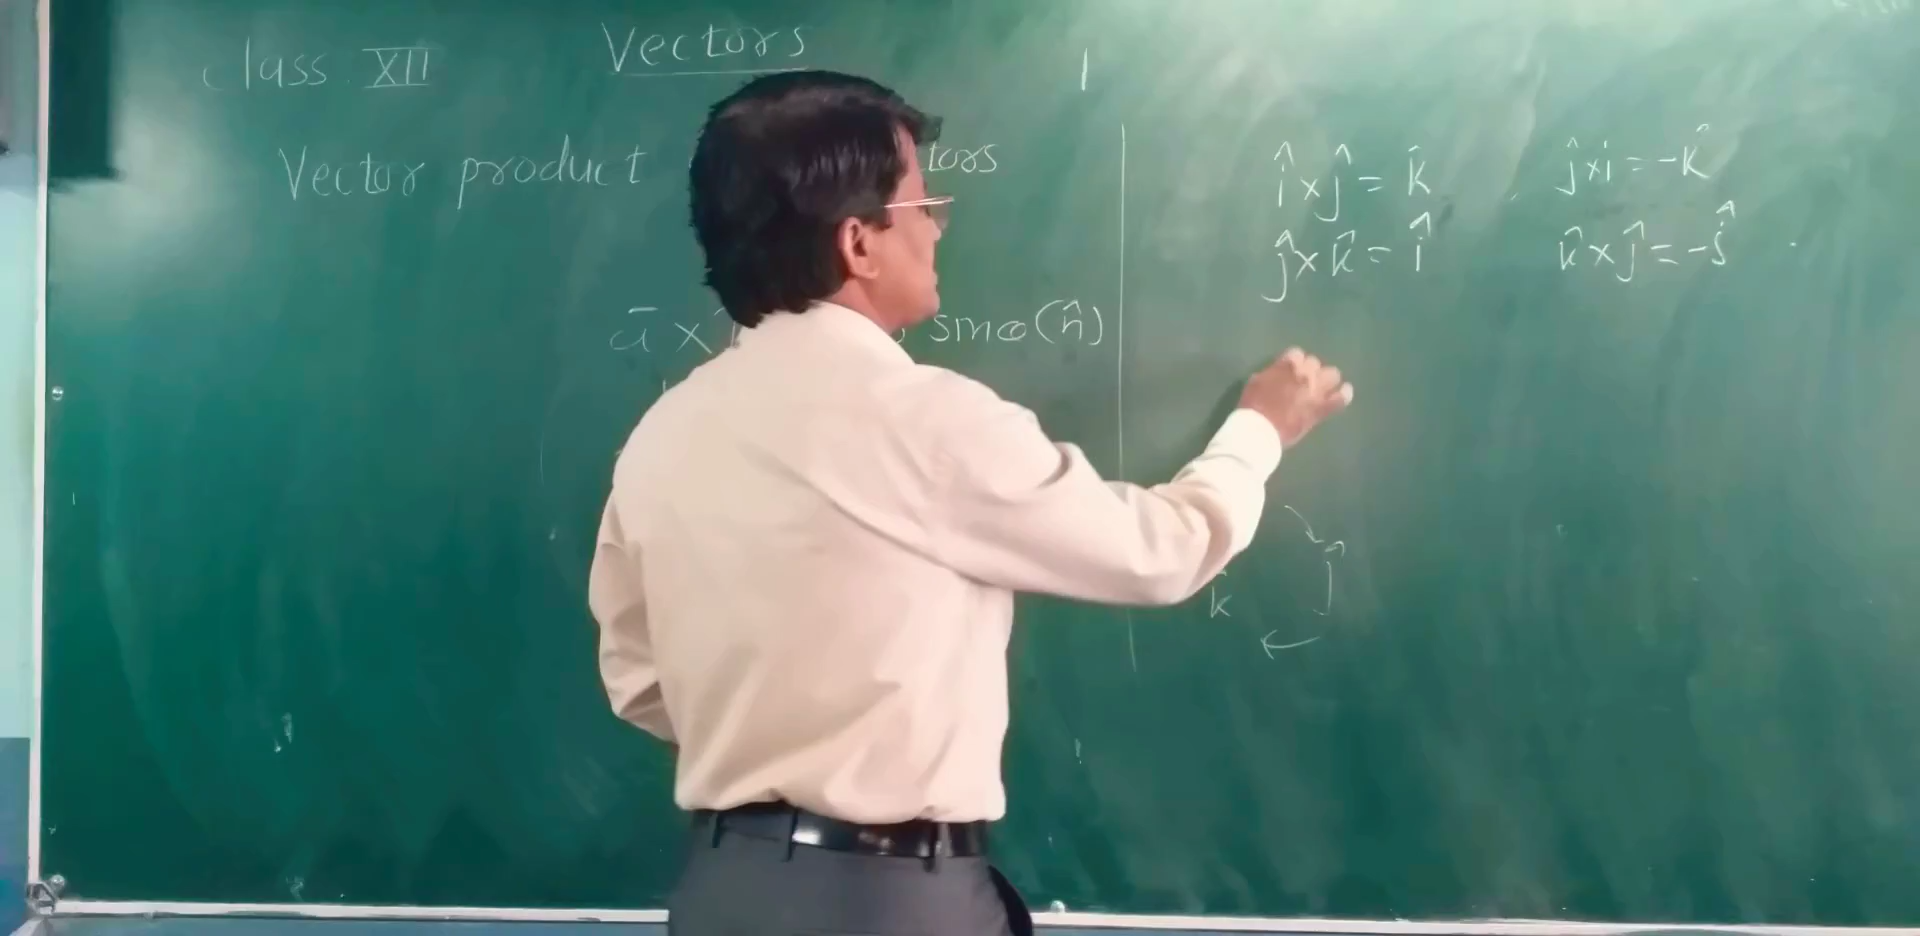 class XII
Vectors
Vector product tors
ā × sinθ(n̂)
î × ĵ = k̂
ĵ × i = -k̂
ĵ × k̂ = î
k̂ × ĵ = -î
k
ĵ